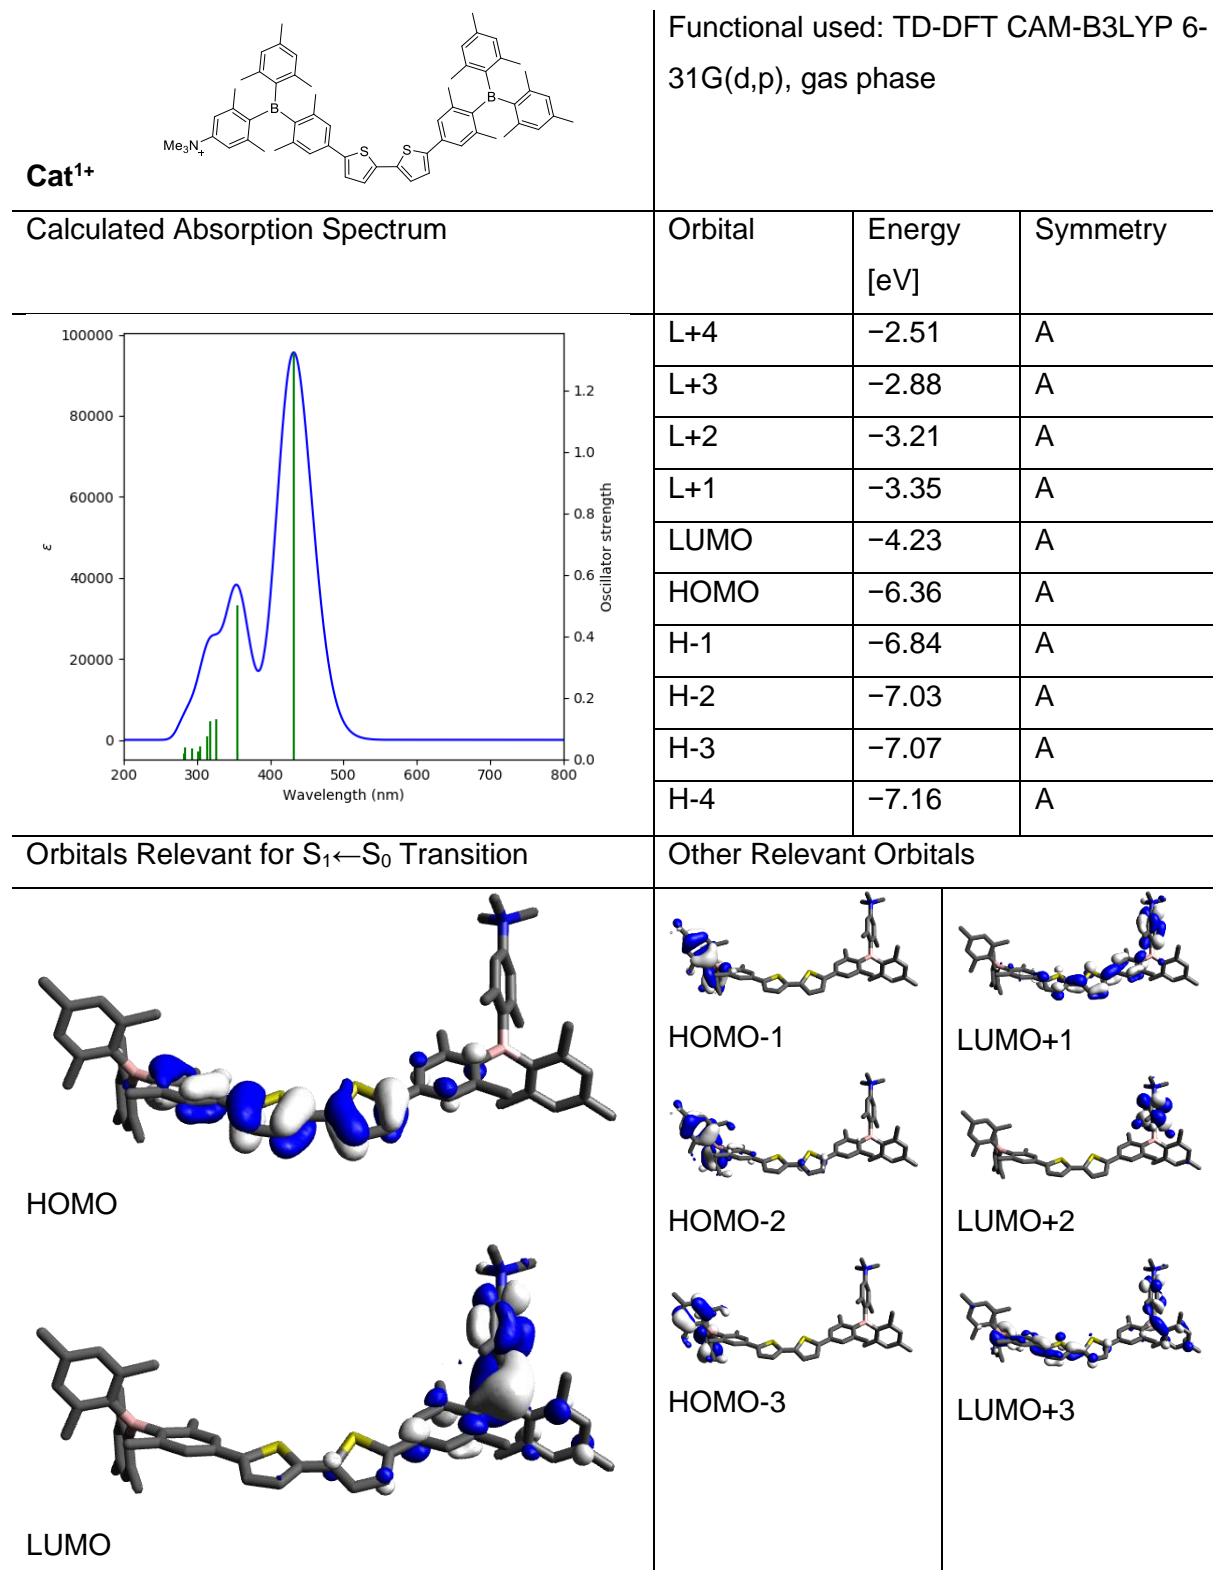 B
B
Me3N
+
S
S
Cat1+
Functional used: TD-DFT CAM-B3LYP 6-
31G(d,p), gas phase
Calculated Absorption Spectrum
Orbital Energy Symmetry
[eV]
L+4 −2.51 A
L+3 −2.88 A
L+2 −3.21 A
L+1 −3.35 A
LUMO −4.23 A
HOMO −6.36 A
H-1 −6.84 A
H-2 −7.03 A
H-3 −7.07 A
H-4 −7.16 A
100000
80000
60000
40000
20000
0
ε
1.2
1.0
0.8
0.6
0.4
0.2
0.0
Oscillator strength
200 300 400 500 600 700 800
Wavelength (nm)
Orbitals Relevant for S1←S0 Transition
Other Relevant Orbitals
HOMO
LUMO
HOMO-1
LUMO+1
HOMO-2
LUMO+2
HOMO-3
LUMO+3